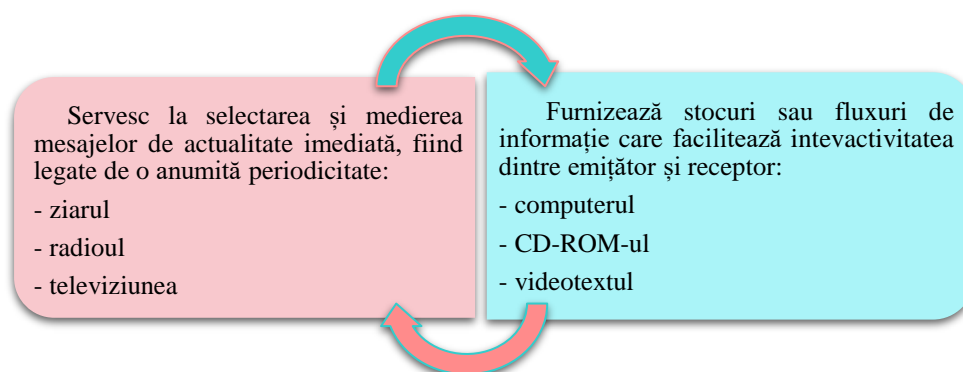 Servesc la selectarea și medierea
mesajelor de actualitate imediată, fiind
legate de o anumită periodicitate:
- ziarul
- radioul
- televiziunea
Furnizează stocuri sau fluxuri de
informație care facilitează intevactivitatea
dintre emițător și receptor:
- computerul
- CD-ROM-ul
- videotextul